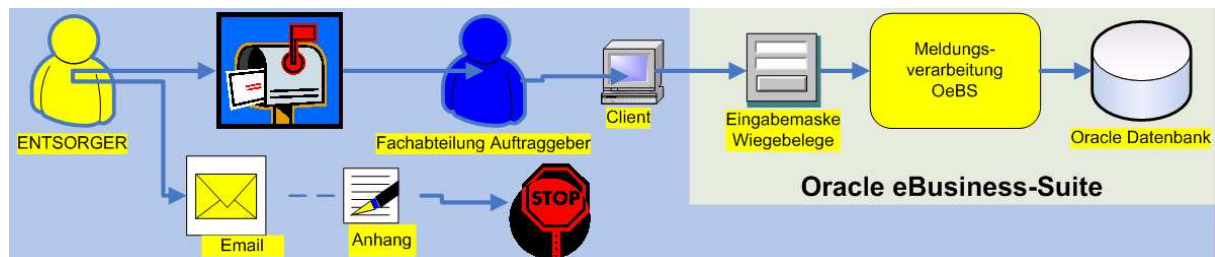 Meldungs-
verarbeitung
OeBS
ENTSORGER
Fachabteilung Auftraggeber
Client
Eingabemaske
Wiegebelege
Oracle Datenbank
Oracle eBusiness-Suite
STOP
Email
Anhang